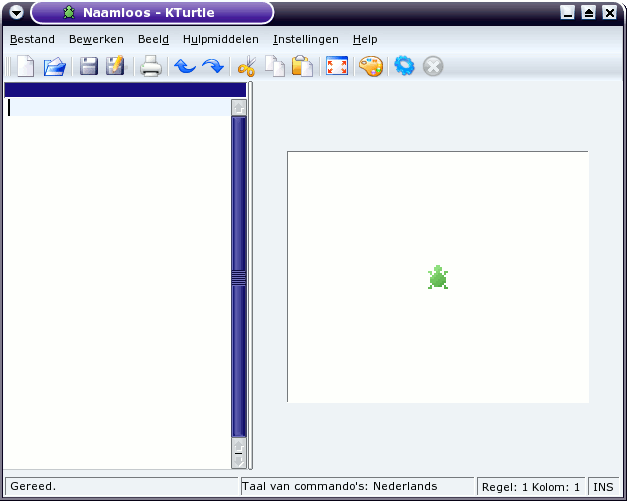 Naamloos - KTurtle
Bestand Bewerken Beeld Hulpmiddelen Instellingen Help
Gereed. Taal van commando's: Nederlands Regel: 1 Kolom: 1 INS